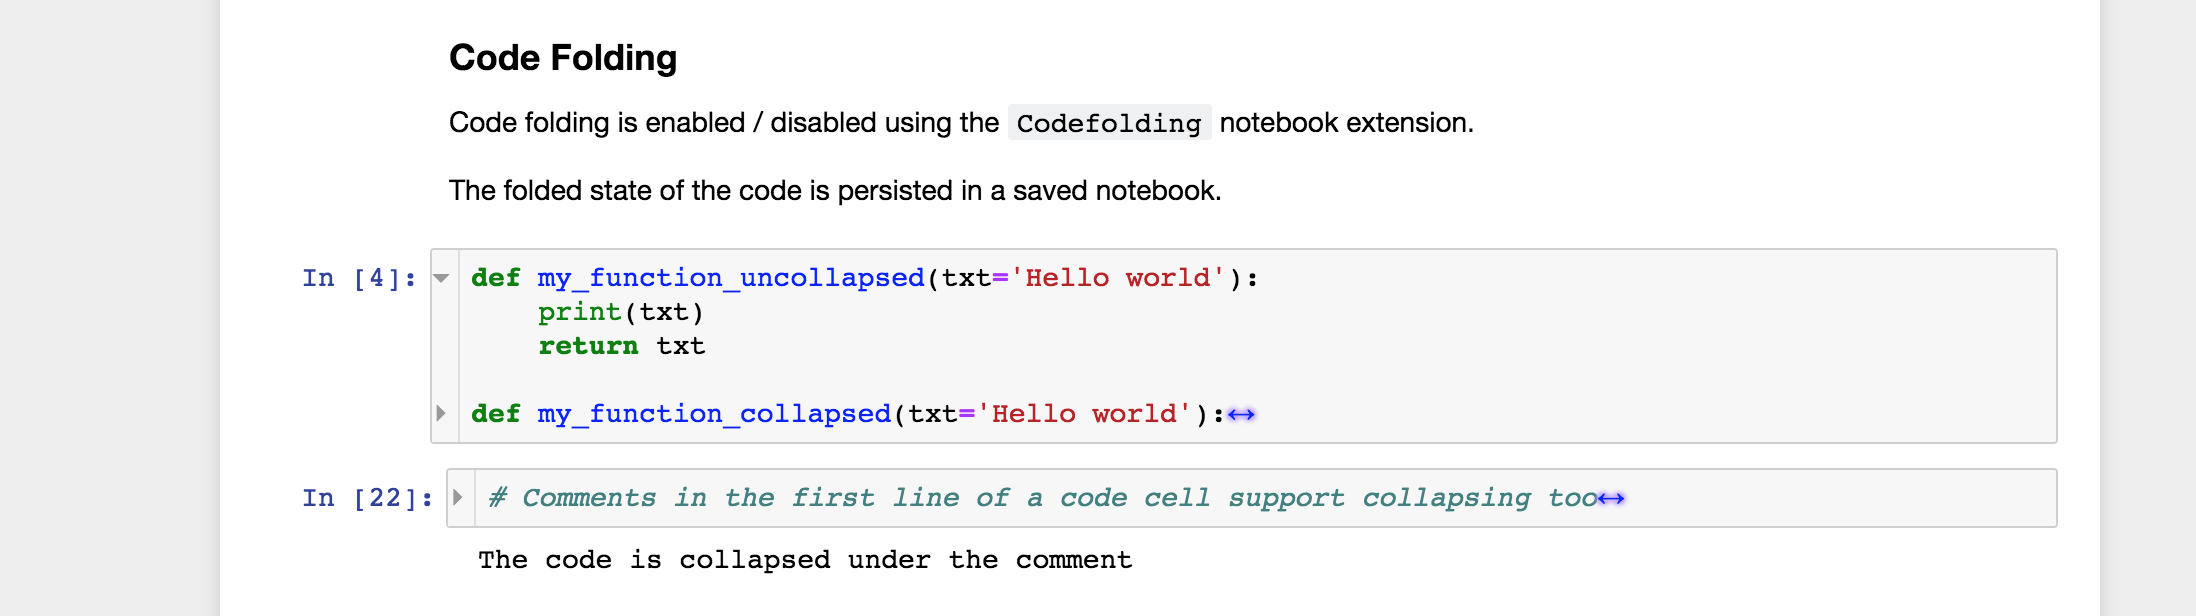 Code Folding
Code folding is enabled / disabled using the Codefolding notebook extension.
The folded state of the code is persisted in a saved notebook.
In [4]: def my_function_uncollapsed(txt='Hello world'):
    print(txt)
    return txt
def my_function_collapsed(txt='Hello world'):↔
In [22]: # Comments in the first line of a code cell support collapsing too↔
The code is collapsed under the comment